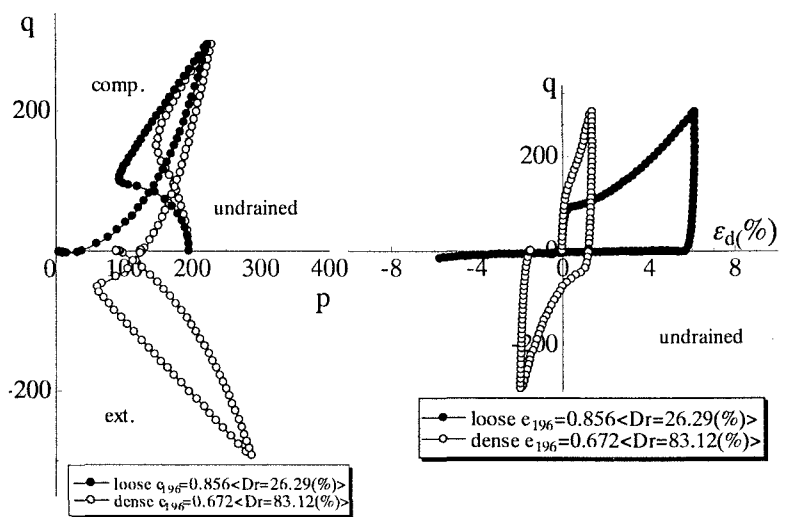 q
comp.
200
undrained
0
100
200
300
400
p
-200
ext.
loose e196=0.856<Dr=26.29(%)>
dense e196=0.672<Dr=83.12(%)>
q
200
0
εd(%)
-8
-4
0
4
8
undrained
-200
loose e196=0.856<Dr=26.29(%)>
dense e196=0.672<Dr=83.12(%)>